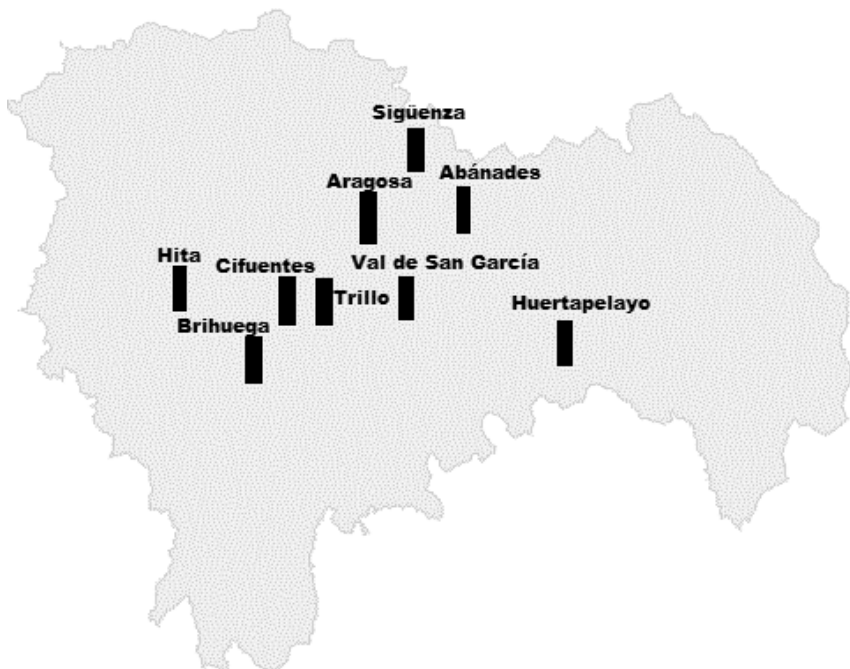 Sigüenza
Abánades
Aragosa
Hita
Cifuentes
Val de San García
Trillo
Huertapelayo
Brihuega